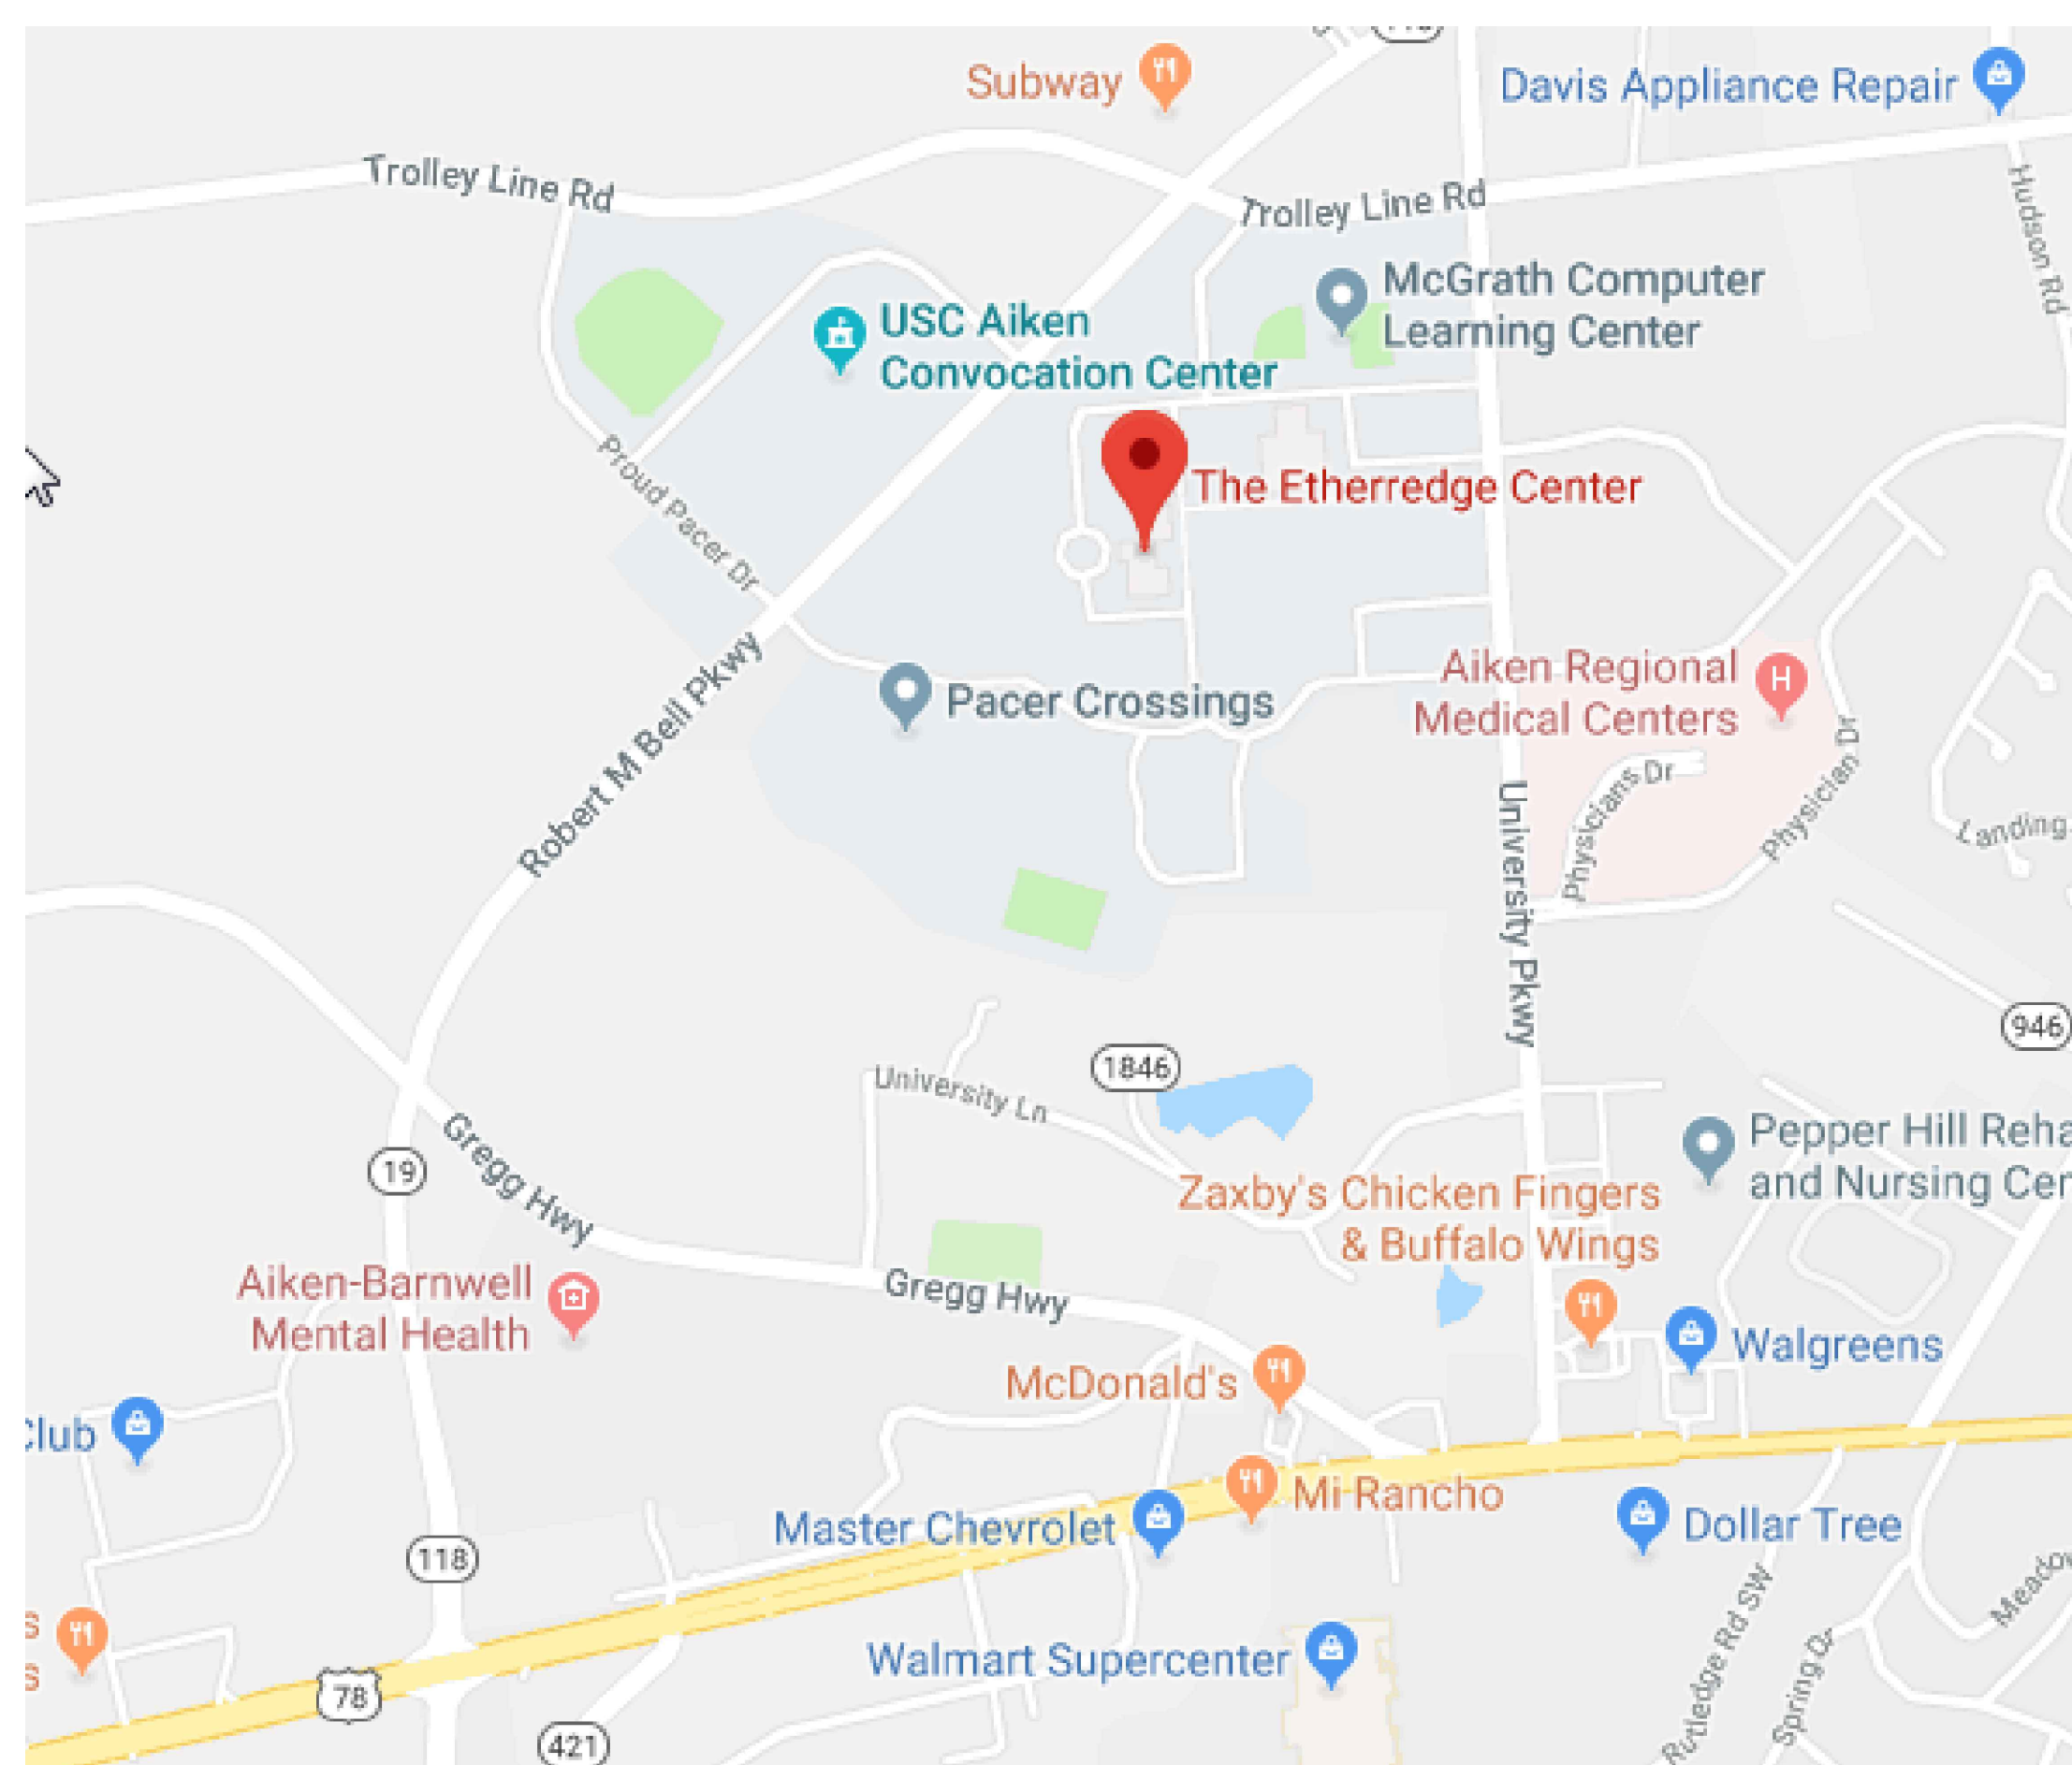 Subway
Davis Appliance Repair
Trolley Line Rd
Trolley Line Rd
Hudson Rd
McGrath Computer
Learning Center
USC Aiken
Convocation Center
The Etherredge Center
Proud Pacer Dr
Robert M Bell Pkwy
Pacer Crossings
Aiken Regional
Medical Centers
Physicians Dr
Physician Dr
Landing
University Pkwy
946
1846
University Ln
19
Gregg Hwy
Pepper Hill Reha
and Nursing Cen
Zaxby's Chicken Fingers
& Buffalo Wings
Aiken-Barnwell
Mental Health
Gregg Hwy
McDonald's
Walgreens
Club
Mi Rancho
Master Chevrolet
Dollar Tree
118
Meadow
s
s
Walmart Supercenter
Rutledge Rd SW
Spring Dr
78
421